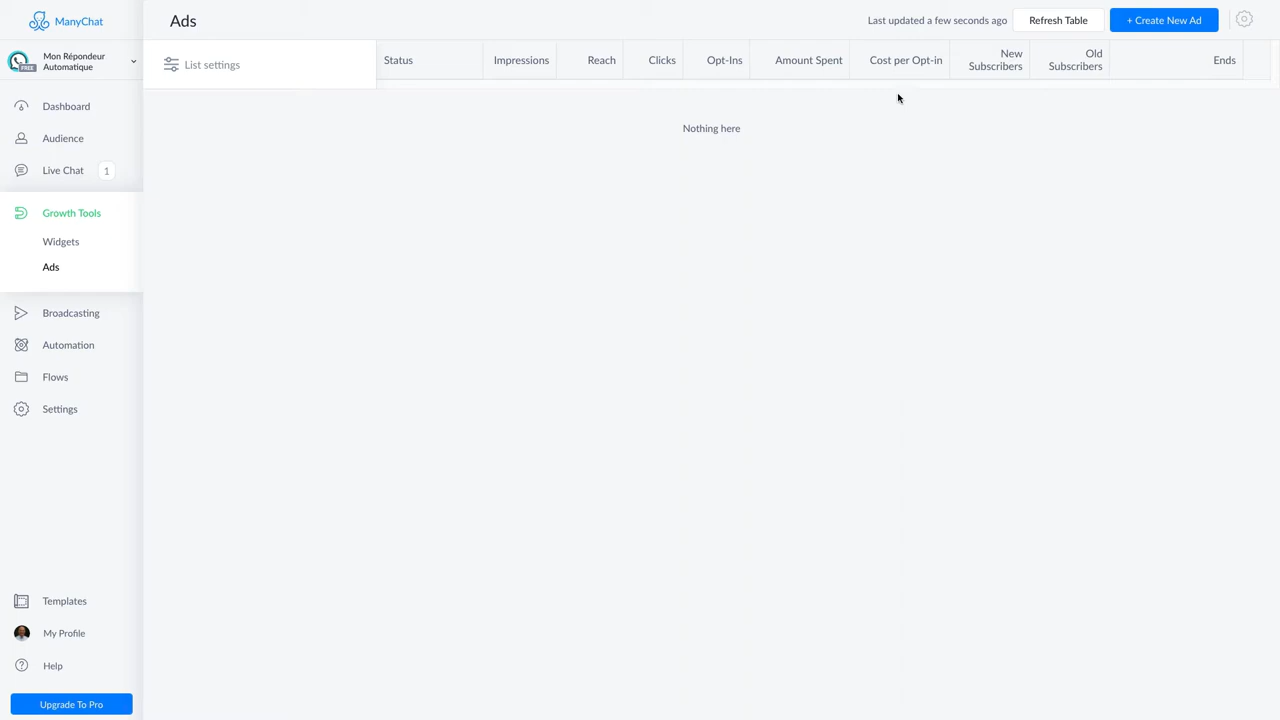 ManyChat
Mon Répondeur
Automatique
FREE
Dashboard
Audience
Live Chat 1
Growth Tools
Widgets
Ads
Broadcasting
Automation
Flows
Settings
Templates
My Profile
Help
Upgrade To Pro
Ads
Last updated a few seconds ago
Refresh Table
+ Create New Ad
List settings
Status
Impressions
Reach
Clicks
Opt-Ins
Amount Spent
Cost per Opt-in
New
Subscribers
Old
Subscribers
Ends
Nothing here